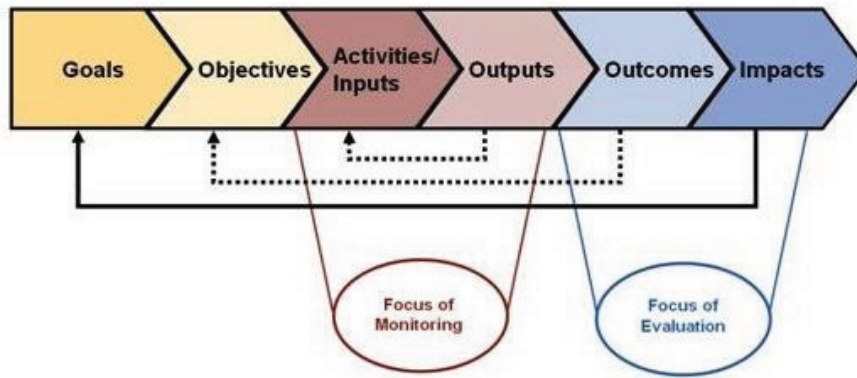 Goals
Objectives
Activities/
Inputs
Outputs
Outcomes
Impacts
Focus of
Monitoring
Focus of
Evaluation